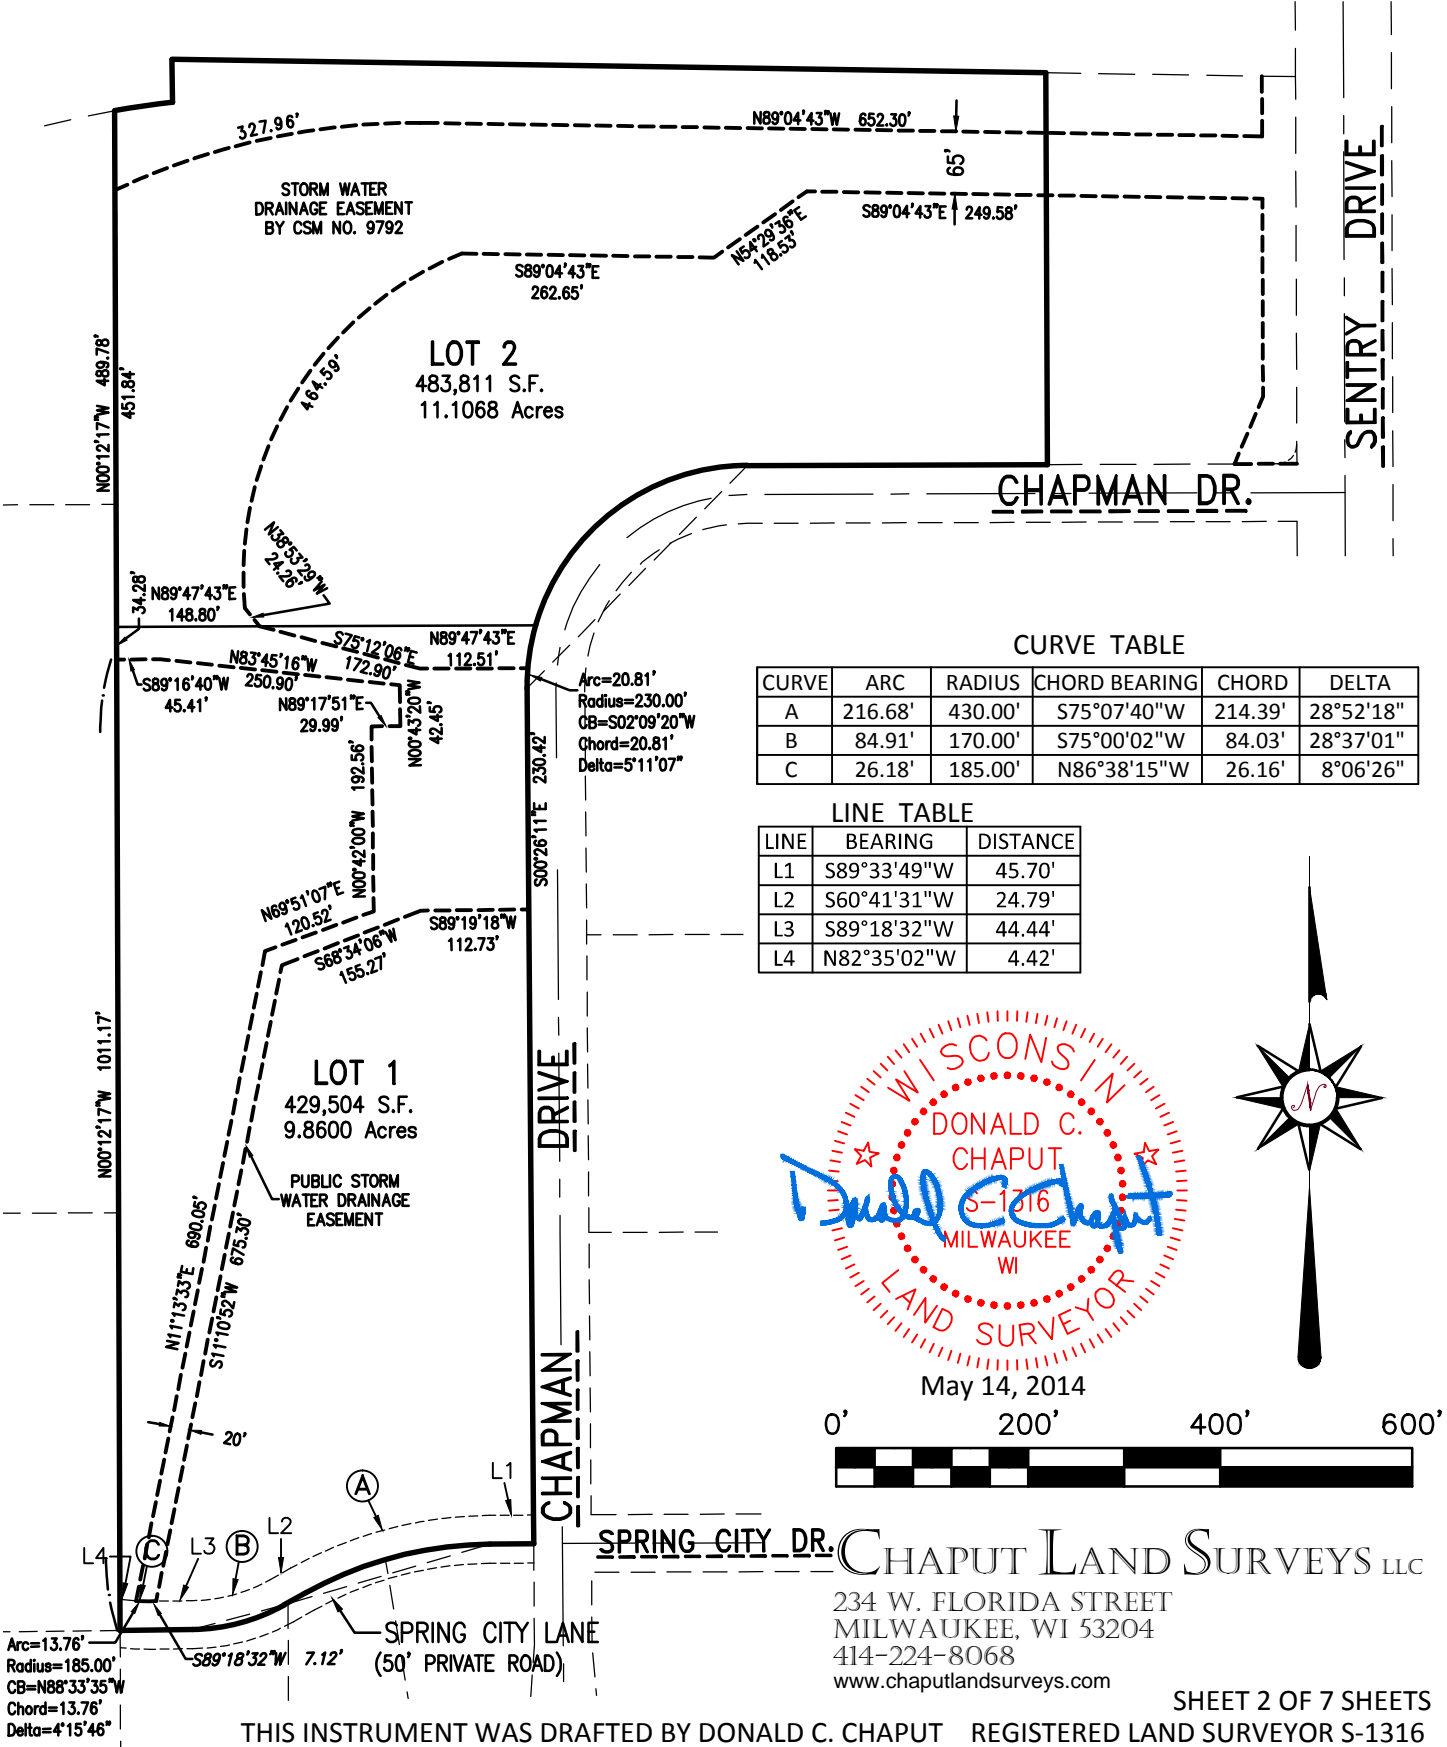 327.96'
N89°04'43"W 652.30'
65'
STORM WATER
DRAINAGE EASEMENT
BY CSM NO. 9792
S89°04'43"E 249.58'
N54°29'36"E
118.53'
S89°04'43"E
262.65'
SENTRY DRIVE
N00°12'17"W 489.78'
451.84'
464.59'
LOT 2
483,811 S.F.
11.1068 Acres
CHAPMAN DR.
N38°53'29"W
24.26'
34.28'
N89°47'43"E
148.80'
S75°12'06"E
172.90'
N89°47'43"E
112.51'
N83°45'16"W
250.90'
S89°16'40"W
45.41'
N89°17'51"E
29.99'
N00°43'20"W
42.45'
Arc=20.81'
Radius=230.00'
CB=S02°09'20"W
Chord=20.81'
Delta=5°11'07"
N00°42'00"W 192.56'
S00°26'11"E 230.42'
CURVE TABLE
CURVE ARC RADIUS CHORD BEARING CHORD DELTA
A 216.68' 430.00' S75°07'40"W 214.39' 28°52'18"
B 84.91' 170.00' S75°00'02"W 84.03' 28°37'01"
C 26.18' 185.00' N86°38'15"W 26.16' 8°06'26"
LINE TABLE
LINE BEARING DISTANCE
L1 S89°33'49"W 45.70'
L2 S60°41'31"W 24.79'
L3 S89°18'32"W 44.44'
L4 N82°35'02"W 4.42'
N69°51'07"E
120.52'
S68°34'06"W
155.27'
S89°19'18"W
112.73'
N00°12'17"W 1011.17'
LOT 1
429,504 S.F.
9.8600 Acres
PUBLIC STORM
WATER DRAINAGE
EASEMENT
N11°13'33"E 690.05'
S11°10'52"W 675.30'
20'
CHAPMAN DRIVE
WISCONSIN
DONALD C.
CHAPUT
S-1316
MILWAUKEE
WI
LAND SURVEYOR
Donald C Chaput
N
May 14, 2014
0' 200' 400' 600'
L1
A
L2
B
L3
C
L4
SPRING CITY DR.
SPRING CITY LANE
(50' PRIVATE ROAD)
S89°18'32"W 7.12'
Arc=13.76'
Radius=185.00'
CB=N88°33'35"W
Chord=13.76'
Delta=4°15'46"
CHAPUT LAND SURVEYS LLC
234 W. FLORIDA STREET
MILWAUKEE, WI 53204
414-224-8068
www.chaputlandsurveys.com
SHEET 2 OF 7 SHEETS
THIS INSTRUMENT WAS DRAFTED BY DONALD C. CHAPUT REGISTERED LAND SURVEYOR S-1316